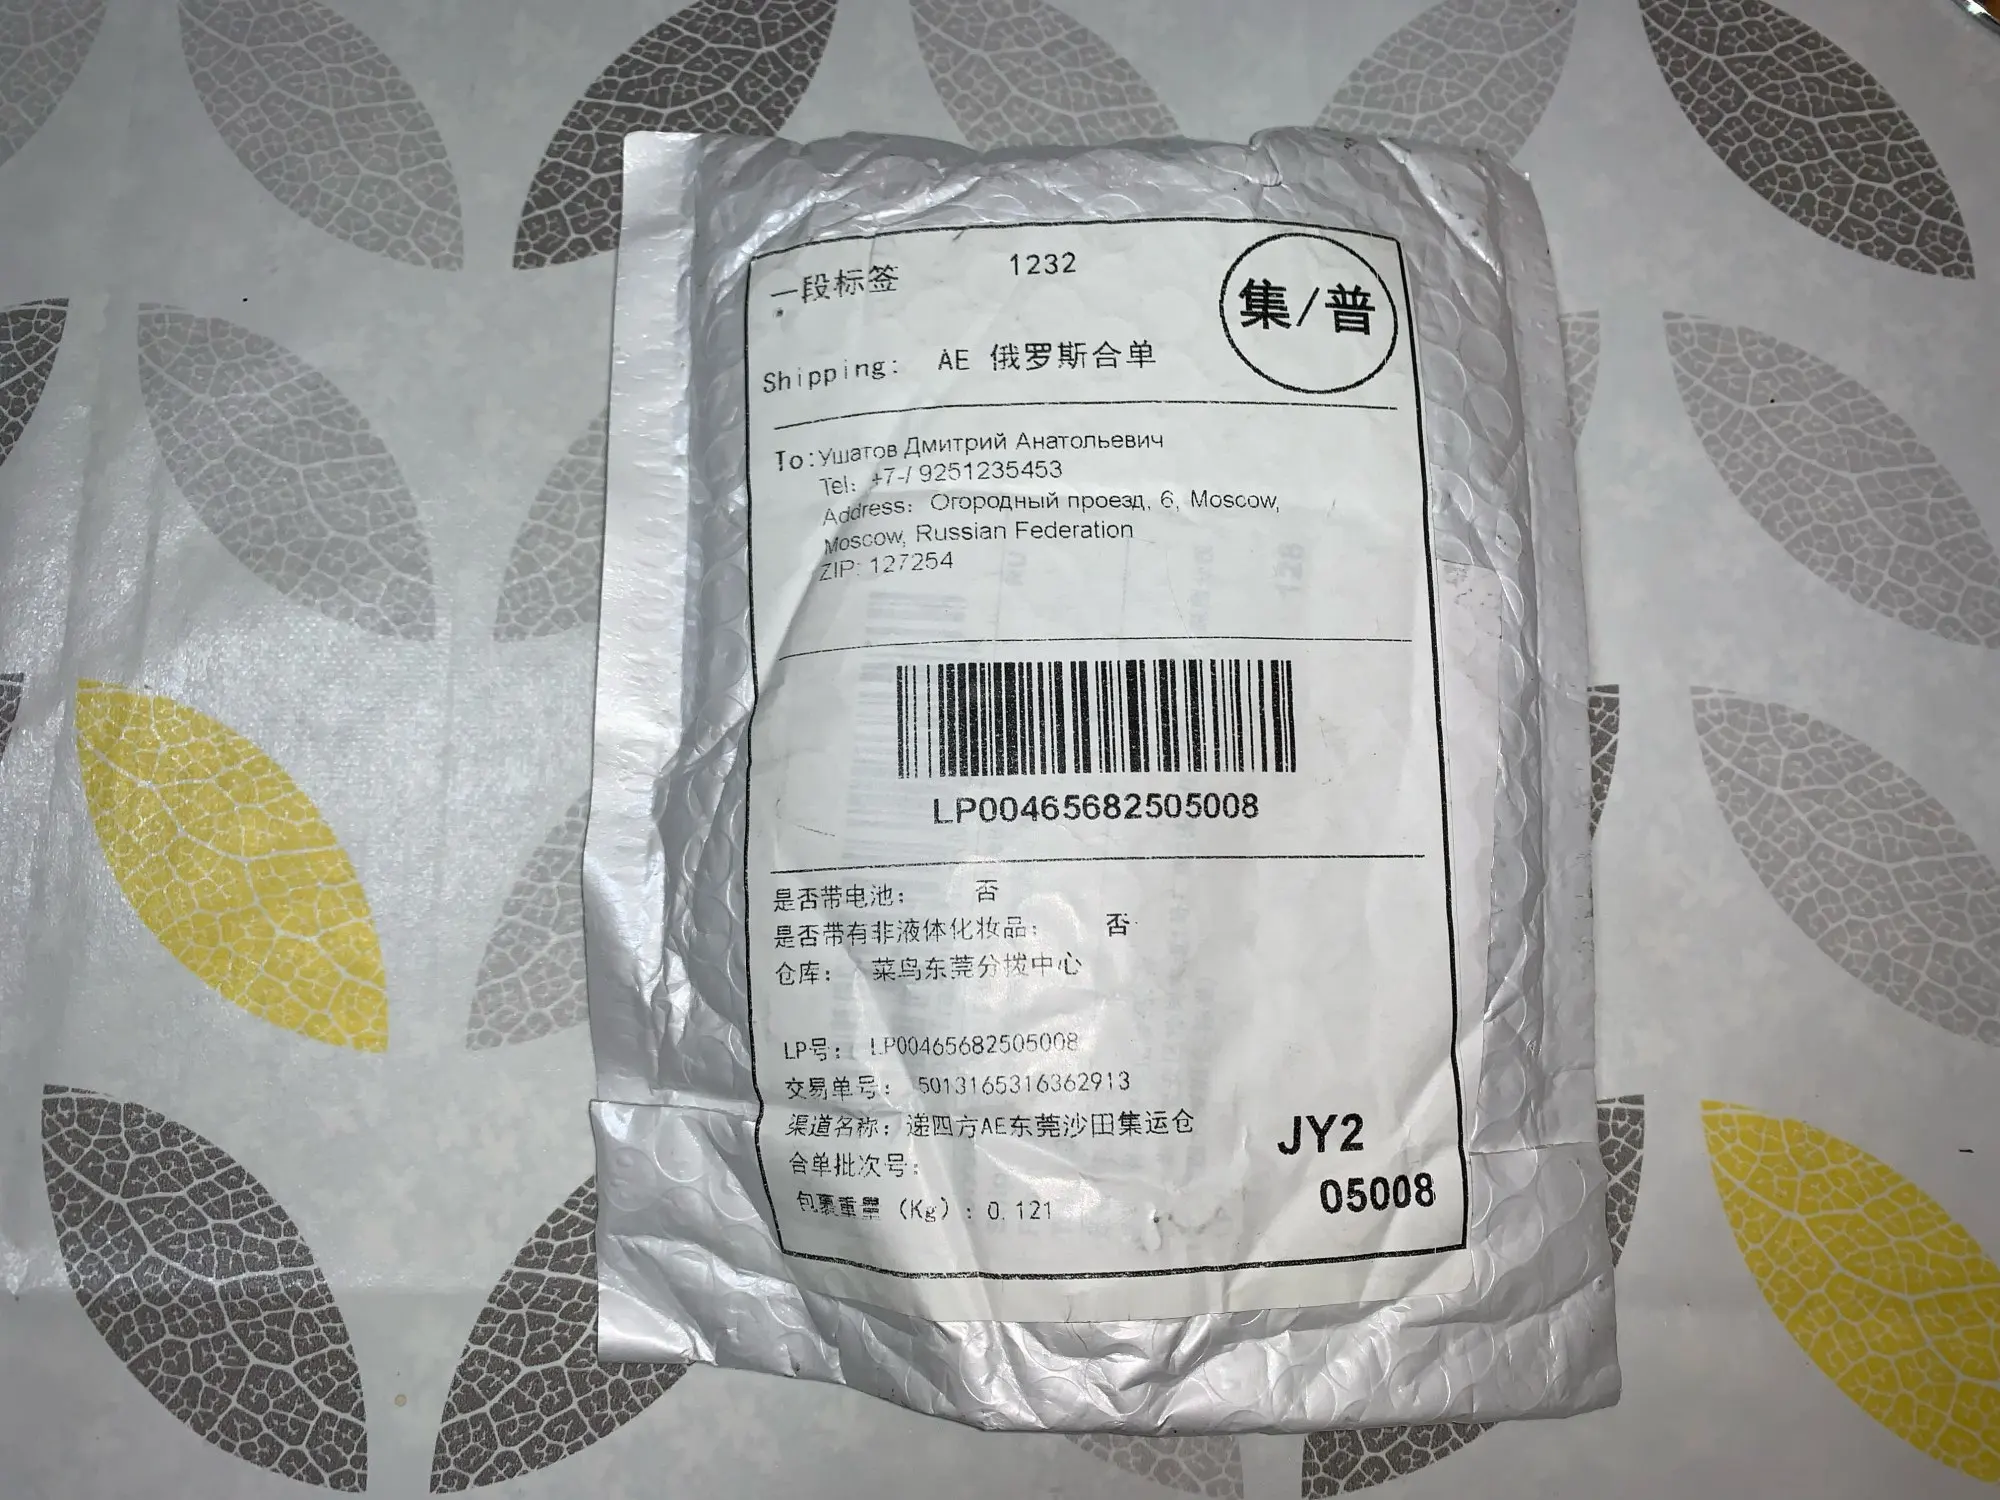 一段标签 1232
集/普
Shipping: AE 俄罗斯合单
To:Ушатов Дмитрий Анатольевич
Tel: +7-/ 9251235453
Address: Огородный проезд, 6, Moscow,
Moscow, Russian Federation
ZIP: 127254
LP00465682505008
是否带电池: 否
是否带有非液体化妆品: 否
仓库: 菜鸟东莞分拨中心
LP号: LP00465682505008
交易单号: 5013165316362913
渠道名称: 递四方AE东莞沙田集运仓
合单批次号:
包裹重量 (Kg) : 0.121
JY2
05008